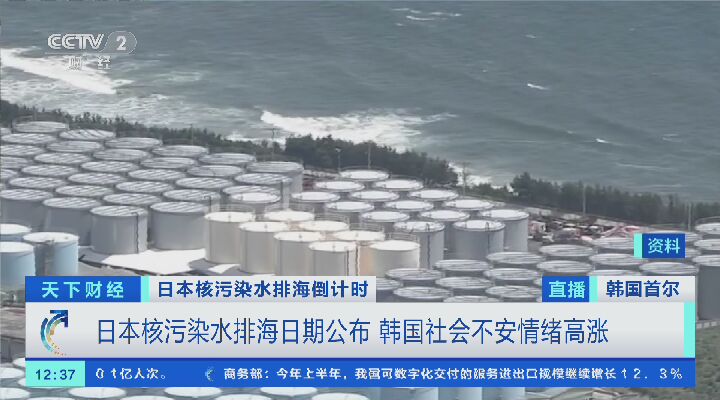 CCTV 2
财经
资料
天下财经
日本核污染水排海倒计时
直播
韩国首尔
日本核污染水排海日期公布 韩国社会不安情绪高涨
12:37
亿人次。 商务部：今年上半年，我国可数字化交付的服务进出口规模继续增长12.3%